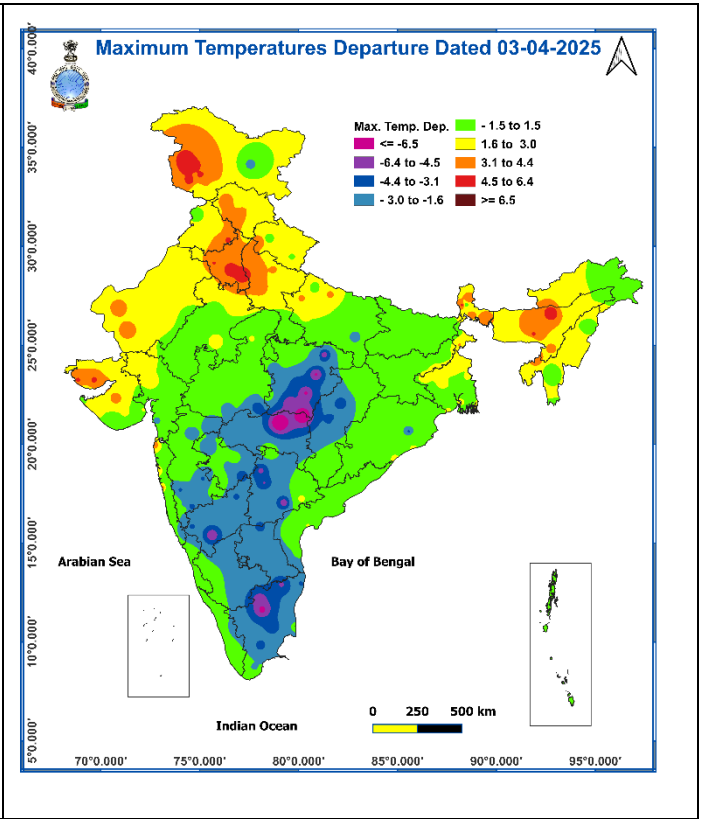 Maximum Temperatures Departure Dated 03-04-2025
Max. Temp. Dep.
<= -6.5
-6.4 to -4.5
-4.4 to -3.1
- 3.0 to -1.6
- 1.5 to 1.5
1.6 to 3.0
3.1 to 4.4
4.5 to 6.4
>= 6.5
40°0.000'
35°0.000'
30°0.000'
25°0.000'
20°0.000'
15°0.000'
10°0.000'
5°0.000'
Arabian Sea
Bay of Bengal
Indian Ocean
0 250 500 km
70°0.000' 75°0.000' 80°0.000' 85°0.000' 90°0.000' 95°0.000'